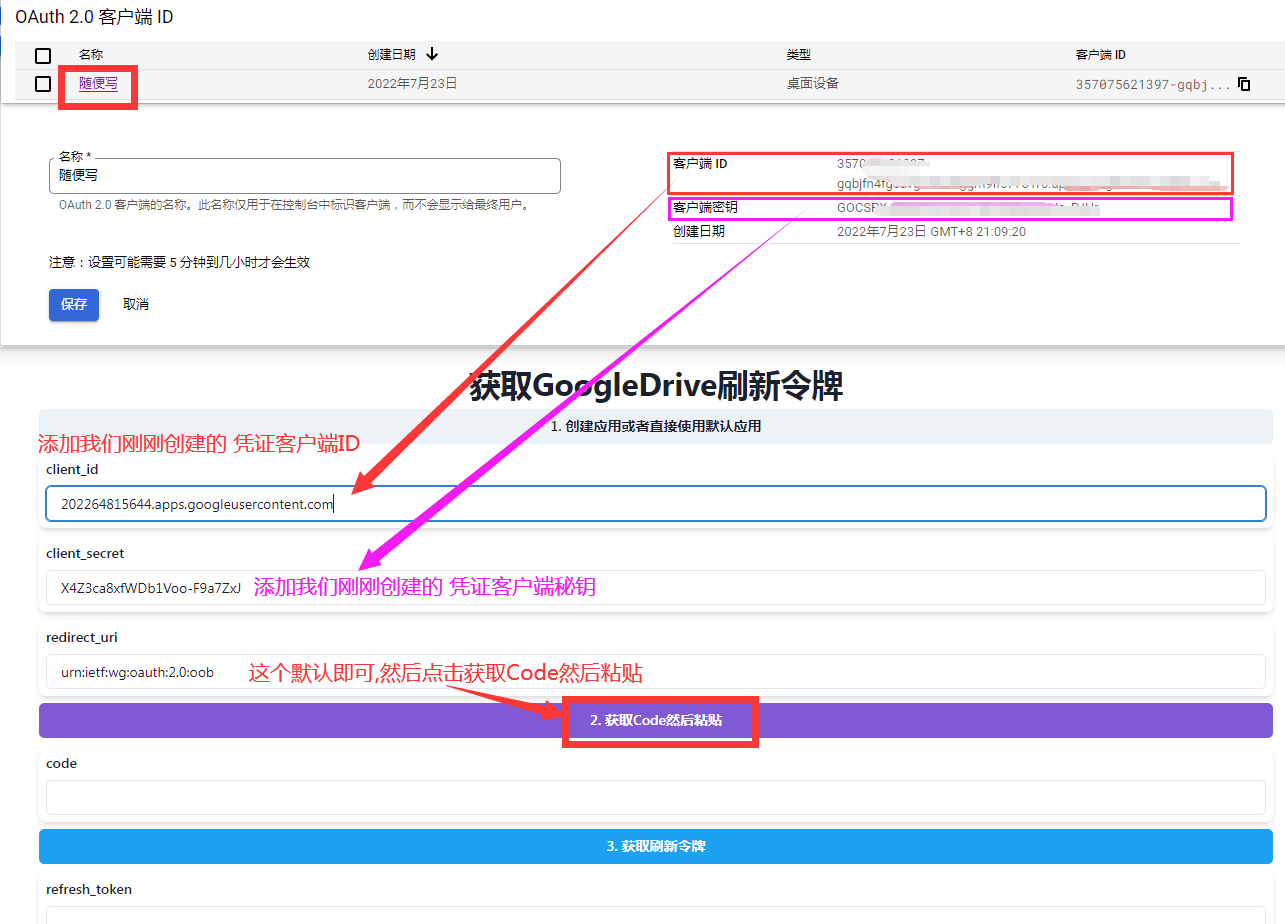 OAuth 2.0 客户端 ID
名称 创建日期 类型 客户端 ID
随便写 2022年7月23日 桌面设备 357075621397-gqbj...
名称 *
随便写
OAuth 2.0 客户端的名称。此名称仅用于在控制台中标识客户端，而不会显示给最终用户。
注意：设置可能需要 5 分钟到几小时才会生效
保存 取消
客户端 ID
客户端密钥
创建日期 2022年7月23日 GMT+8 21:09:20
获取GoogleDrive刷新令牌
1. 创建应用或者直接使用默认应用
添加我们刚刚创建的 凭证客户端ID
client_id
202264815644.apps.googleusercontent.com
client_secret
X4Z3ca8xfWDb1Voo-F9a7ZxJ 添加我们刚刚创建的 凭证客户端秘钥
redirect_uri
urn:ietf:wg:oauth:2.0:oob 这个默认即可,然后点击获取Code然后粘贴
2. 获取Code然后粘贴
code
3. 获取刷新令牌
refresh_token